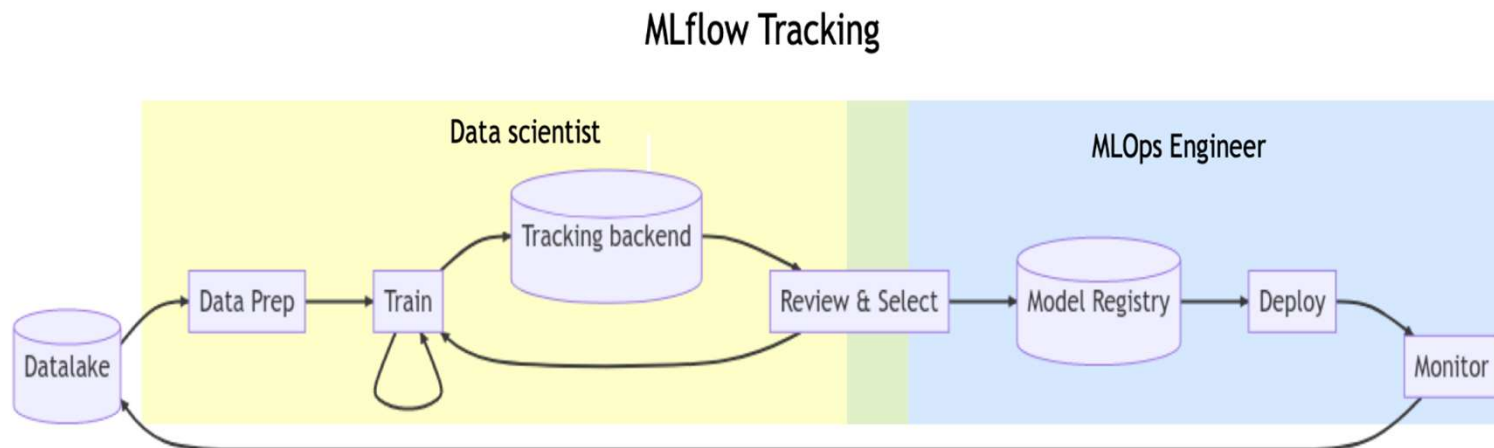 MLflow Tracking
Data scientist
MLOps Engineer
Tracking backend
Data Prep
Train
Review & Select
Model Registry
Deploy
Datalake
Monitor